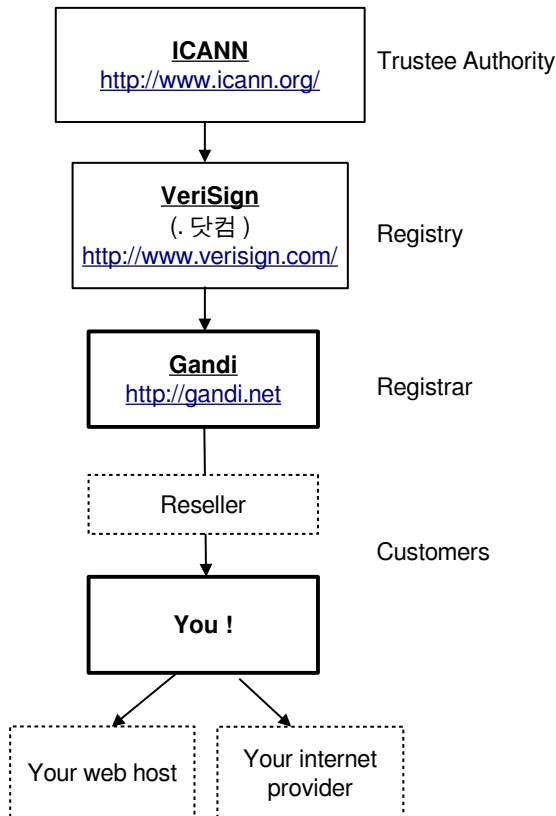 ICANN
http://www.icann.org/
Trustee Authority
VeriSign
(. 닷컴 )
http://www.verisign.com/
Registry
Gandi
http://gandi.net
Registrar
Reseller
Customers
You !
Your web host
Your internet
provider